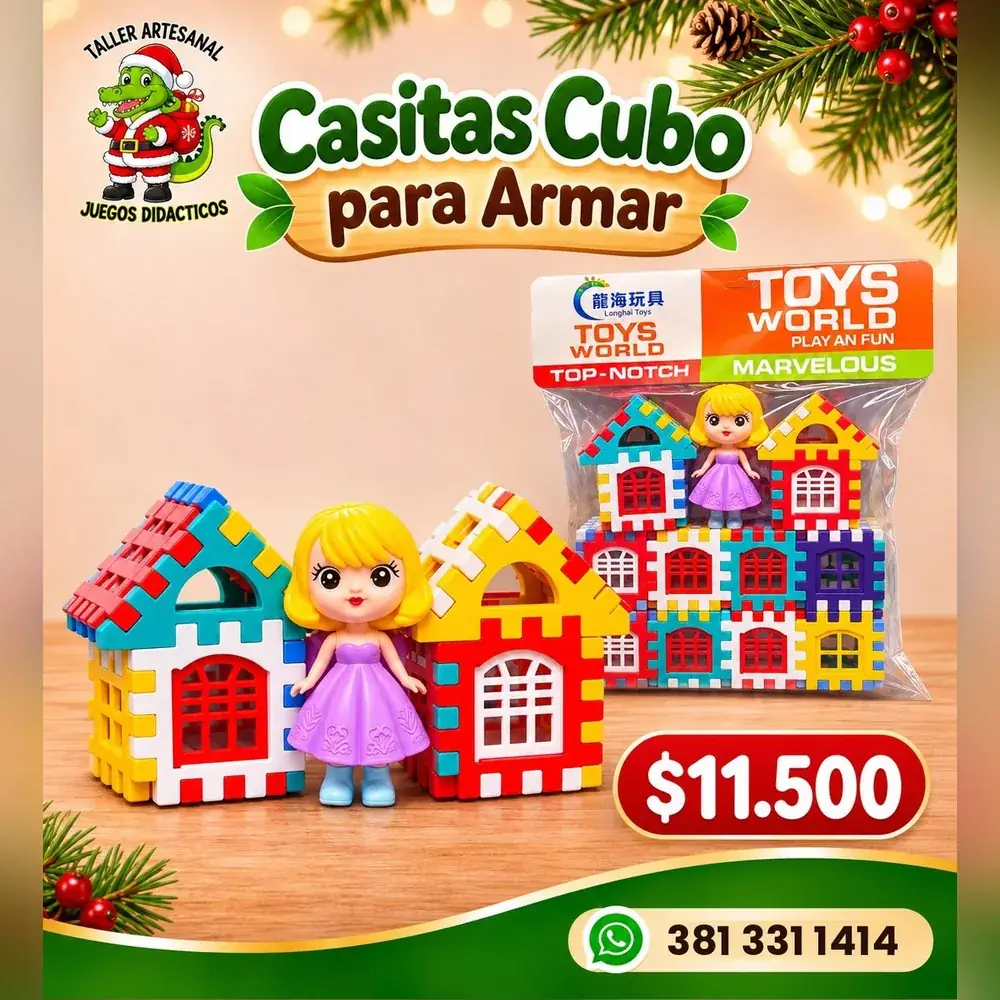 TALLER ARTESANAL
JUEGOS DIDACTICOS
Casitas Cubo
para Armar
龍海玩具
Longhai Toys
TOYS
WORLD
TOP-NOTCH
TOYS
WORLD
PLAY AN FUN
MARVELOUS
$11.500
381 331 1414